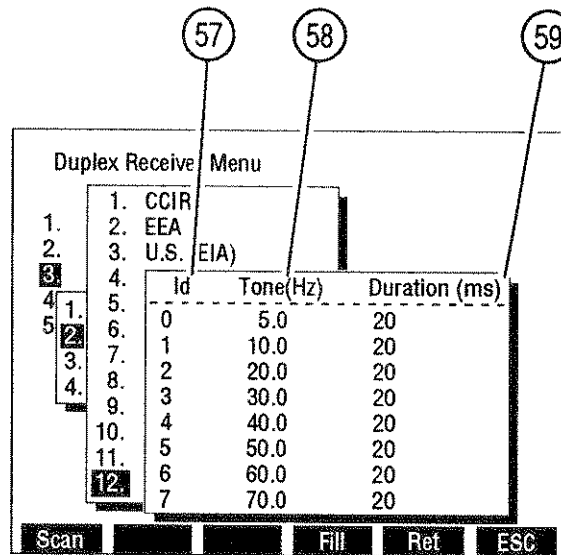 57 58 59
Duplex Receive Menu
1.
2.
3.
4
5
1.
2.
3.
4.
1. CCIR
2. EEA
3. U.S. EIA)
4.
5.
6.
7.
8.
9.
10.
11.
12.
Id Tone(Hz) Duration (ms)
0 5.0 20
1 10.0 20
2 20.0 20
3 30.0 20
4 40.0 20
5 50.0 20
6 60.0 20
7 70.0 20
Scan Fill Ret ESC